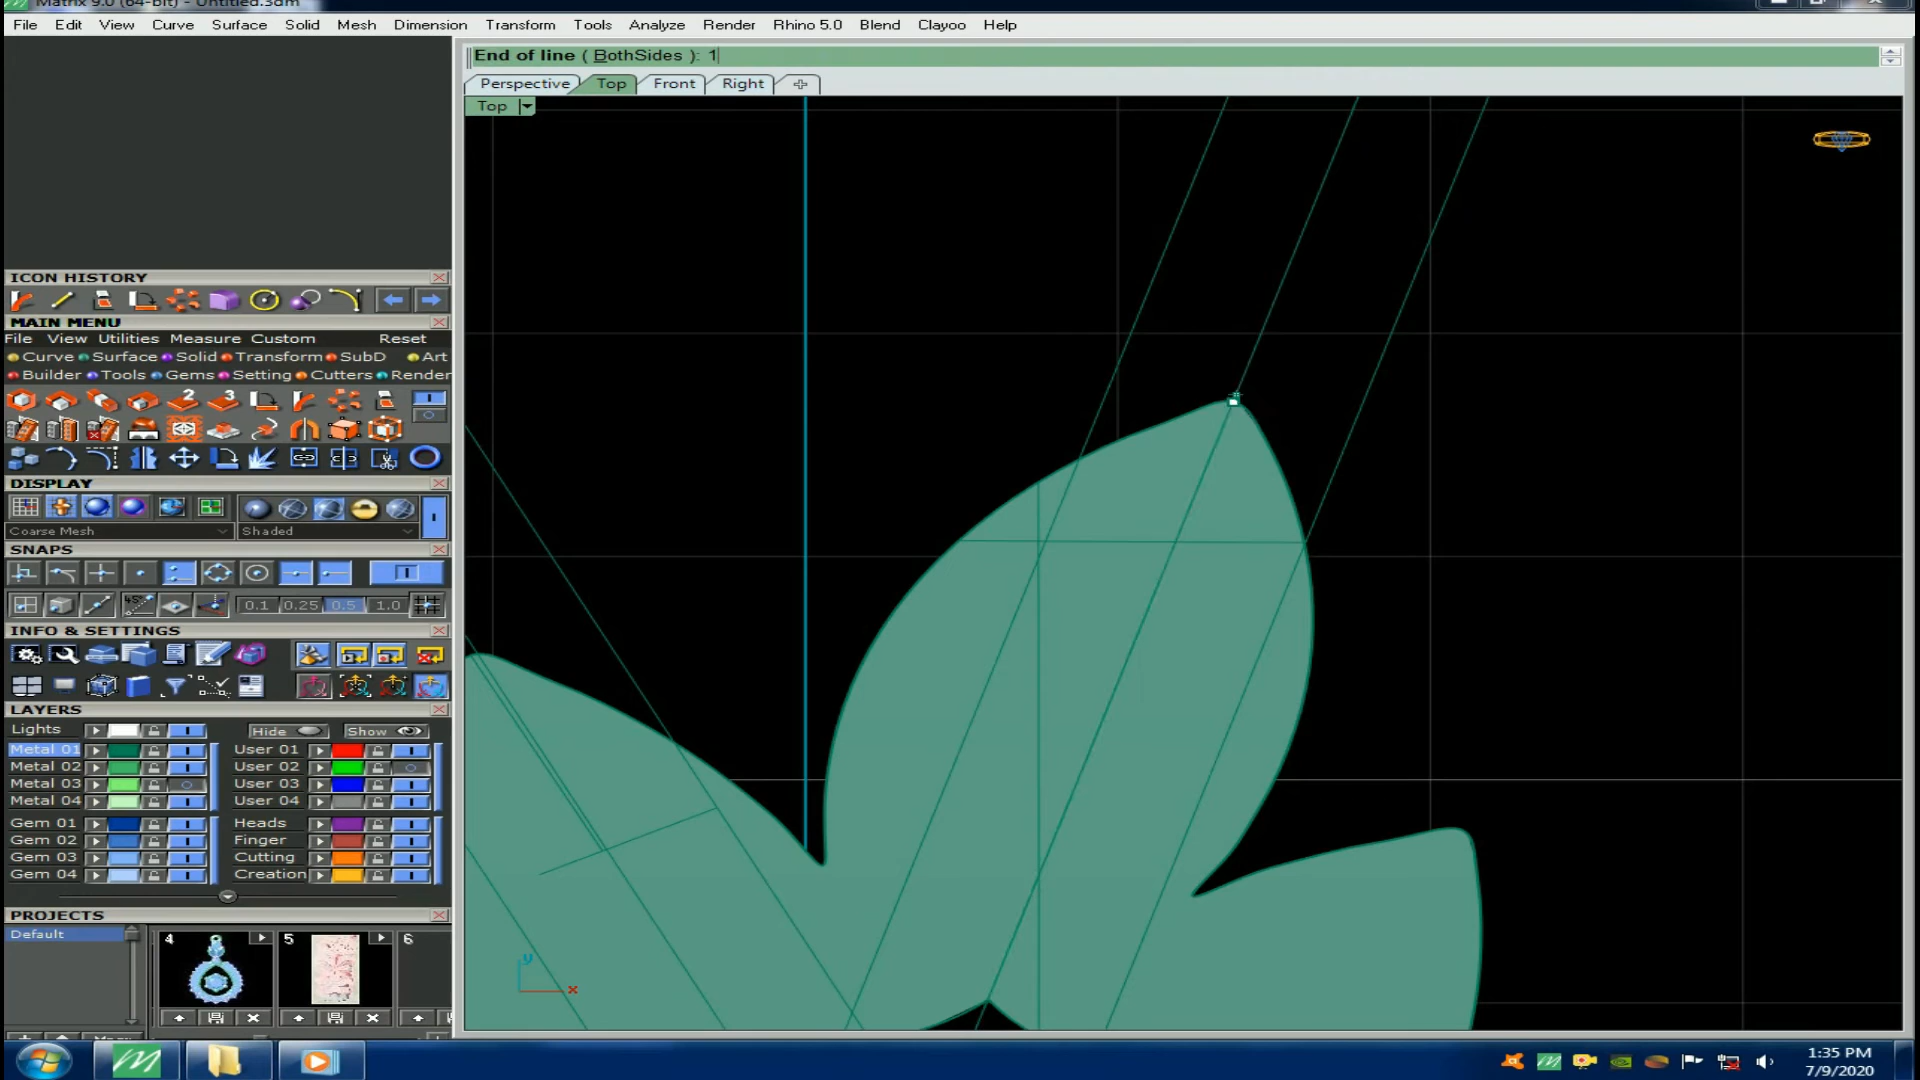 Matrix 9.0 (64-bit) - Untitled.3dm
File Edit View Curve Surface Solid Mesh Dimension Transform Tools Analyze Render Rhino 5.0 Blend Clayoo Help
End of line ( BothSides ): 1
Perspective Top Front Right
Top
ICON HISTORY
MAIN MENU
File View Utilities Measure Custom Reset
Curve Surface Solid Transform SubD Art
Builder Tools Gems Setting Cutters Render
2 3
DISPLAY
Coarse Mesh Shaded
SNAPS
45° 0.1 0.25 0.5 1.0
INFO & SETTINGS
LAYERS
Lights Hide Show
Metal 01 User 01
Metal 02 User 02
Metal 03 User 03
Metal 04 User 04
Gem 01 Heads
Gem 02 Finger
Gem 03 Cutting
Gem 04 Creation
PROJECTS
Default 4 5 6
y
x
1:35 PM
7/9/2020